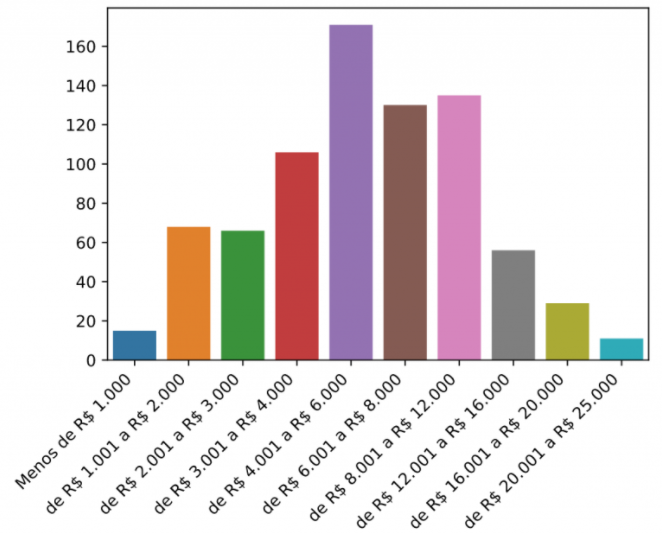 160
140
120
100
80
60
40
20
0
Menos de R$ 1.000
de R$ 1.001 a R$ 2.000
de R$ 2.001 a R$ 3.000
de R$ 3.001 a R$ 4.000
de R$ 4.001 a R$ 6.000
de R$ 6.001 a R$ 8.000
de R$ 8.001 a R$ 12.000
de R$ 12.001 a R$ 16.000
de R$ 16.001 a R$ 20.000
de R$ 20.001 a R$ 25.000